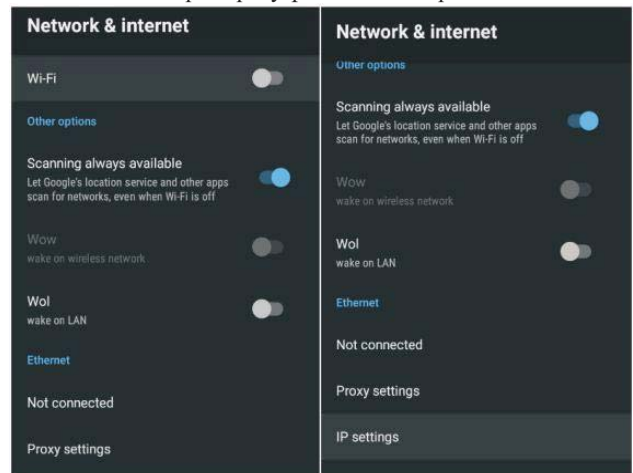 Network & internet
Wi-Fi
Other options
Scanning always available
Let Google's location service and other apps
scan for networks, even when Wi-Fi is off
Wow
wake on wireless network
Wol
wake on LAN
Ethernet
Not connected
Proxy settings
Network & internet
Other options
Scanning always available
Let Google's location service and other apps
scan for networks, even when Wi-Fi is off
Wow
wake on wireless network
Wol
wake on LAN
Ethernet
Not connected
Proxy settings
IP settings